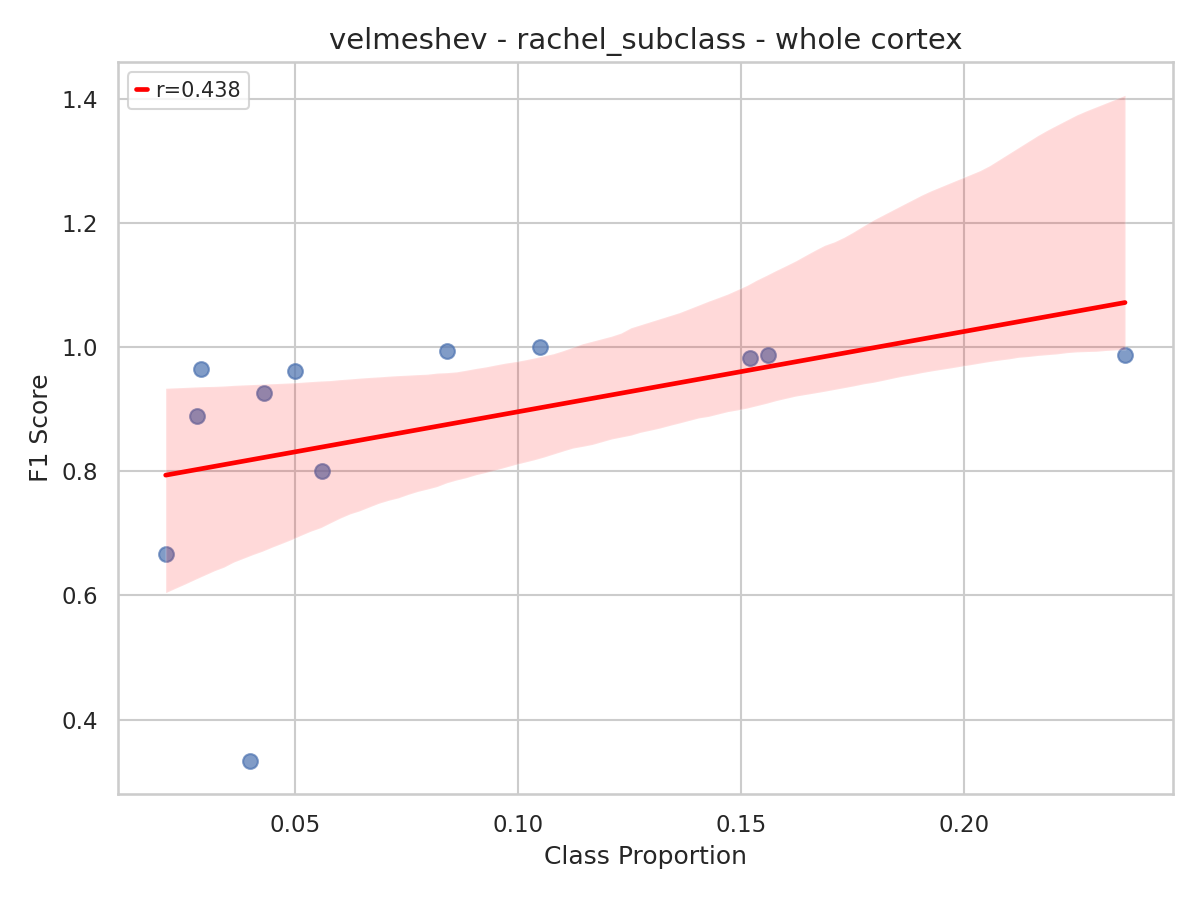 velmeshev - rachel_subclass - whole cortex
r=0.438
1.4
1.2
1.0
0.8
0.6
0.4
F1 Score
0.05
0.10
0.15
0.20
Class Proportion